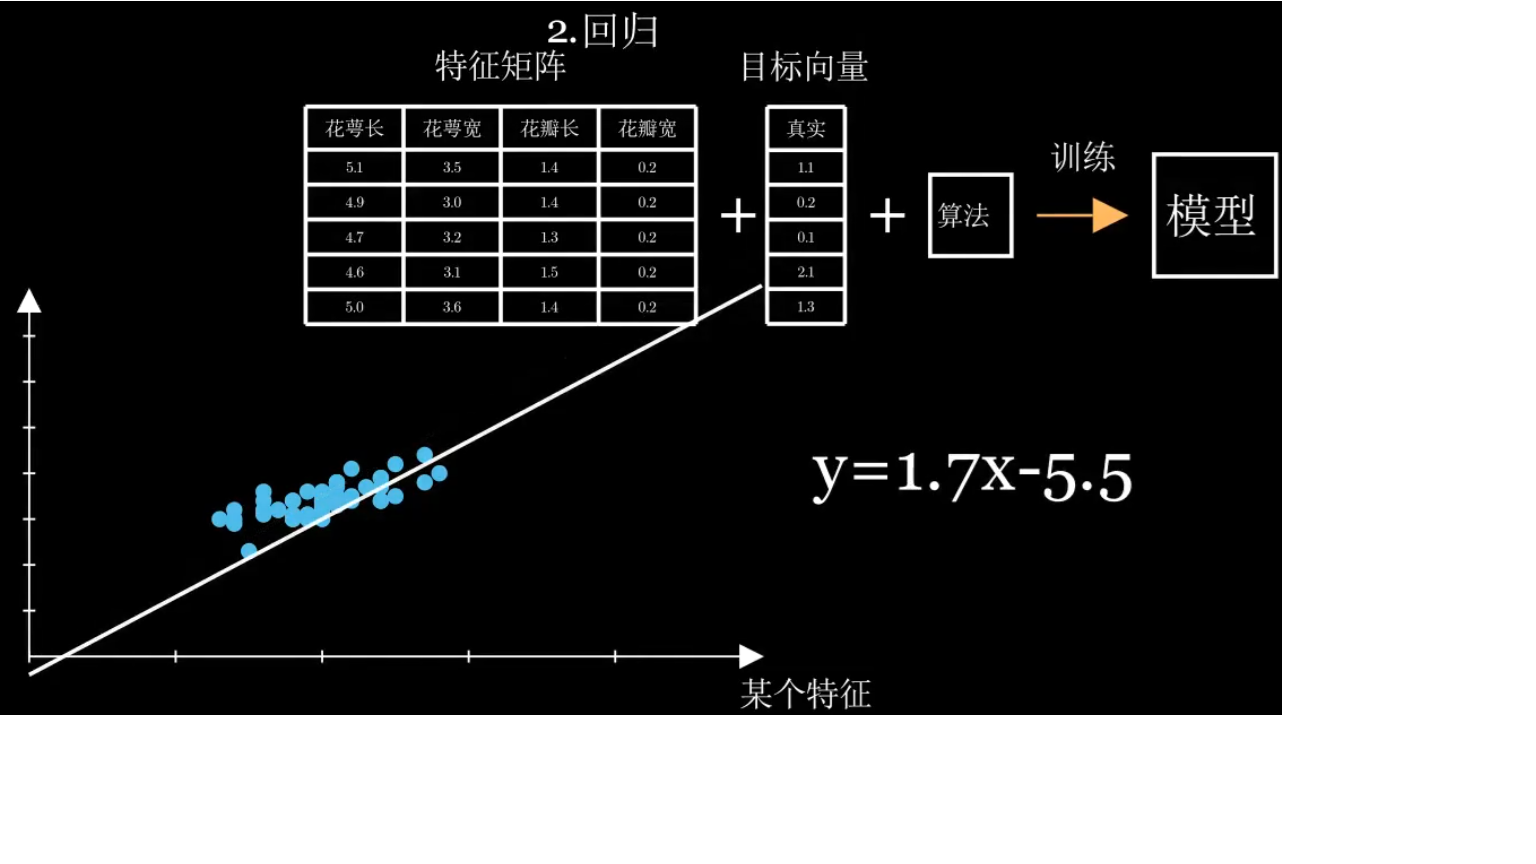 2.回归
特征矩阵 目标向量
花萼长 花萼宽 花瓣长 花瓣宽 真实
5.1 3.5 1.4 0.2 1.1
4.9 3.0 1.4 0.2 0.2
4.7 3.2 1.3 0.2 0.1
4.6 3.1 1.5 0.2 2.1
5.0 3.6 1.4 0.2 1.3
+ + 算法 训练 模型
y=1.7x-5.5
某个特征